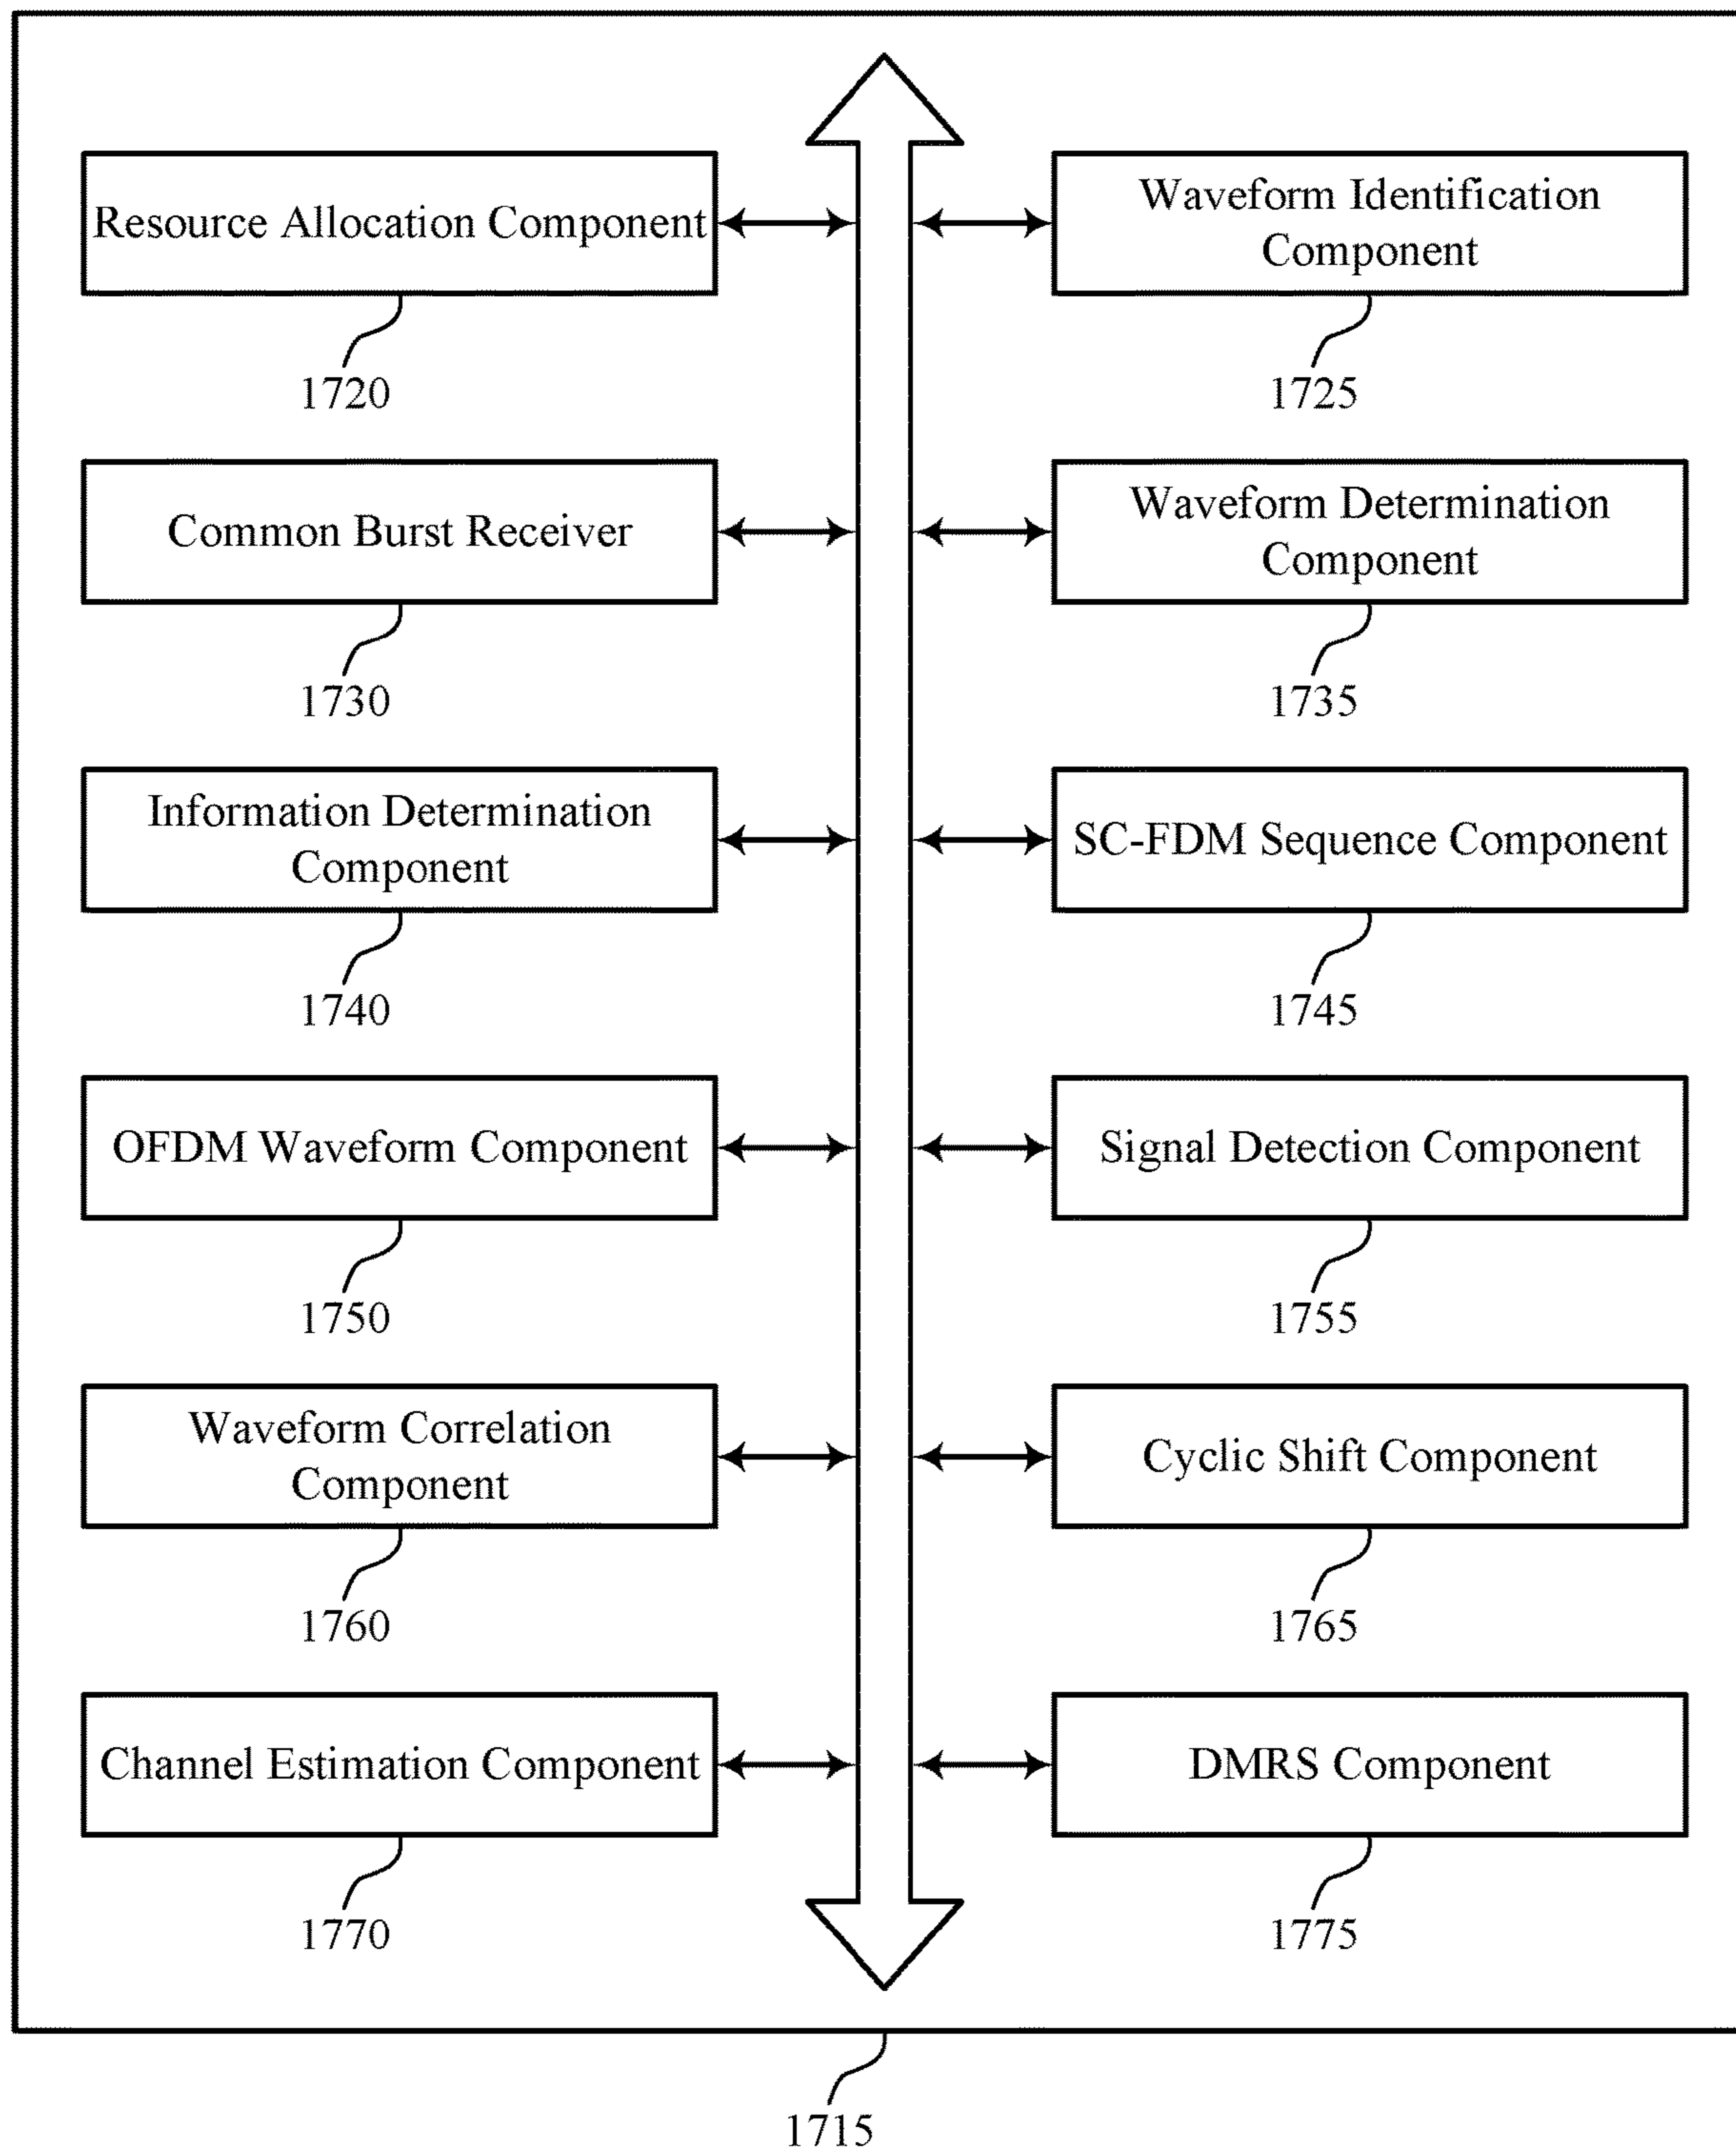 Resource Allocation Component
1720
Waveform Identification
Component
1725
Common Burst Receiver
1730
Waveform Determination
Component
1735
Information Determination
Component
1740
SC-FDM Sequence Component
1745
OFDM Waveform Component
1750
Signal Detection Component
1755
Waveform Correlation
Component
1760
Cyclic Shift Component
1765
Channel Estimation Component
1770
DMRS Component
1775
1715